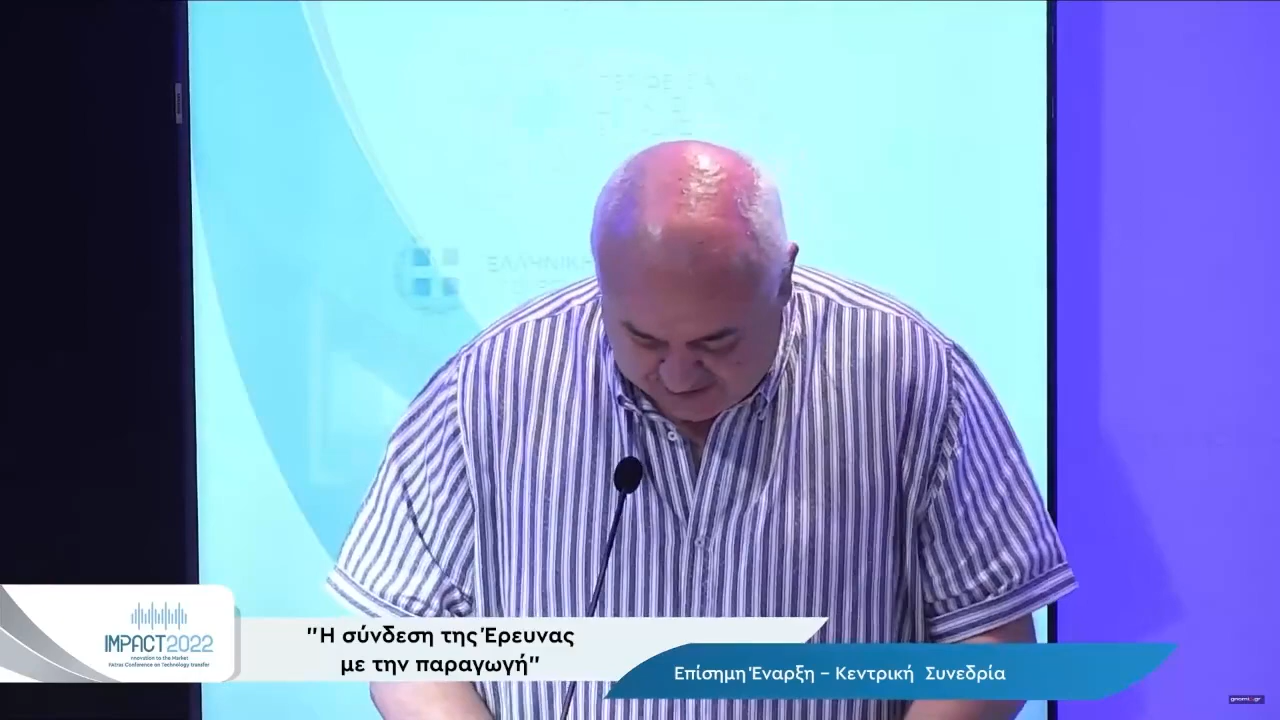 ΕΛΛΗΝΙΚΗ
IMPACT2022
Innovation to the Market
PAtras Conference on Technology transfer
"Η σύνδεση της Έρευνας
με την παραγωγή"
Επίσημη Έναρξη – Κεντρική Συνεδρία